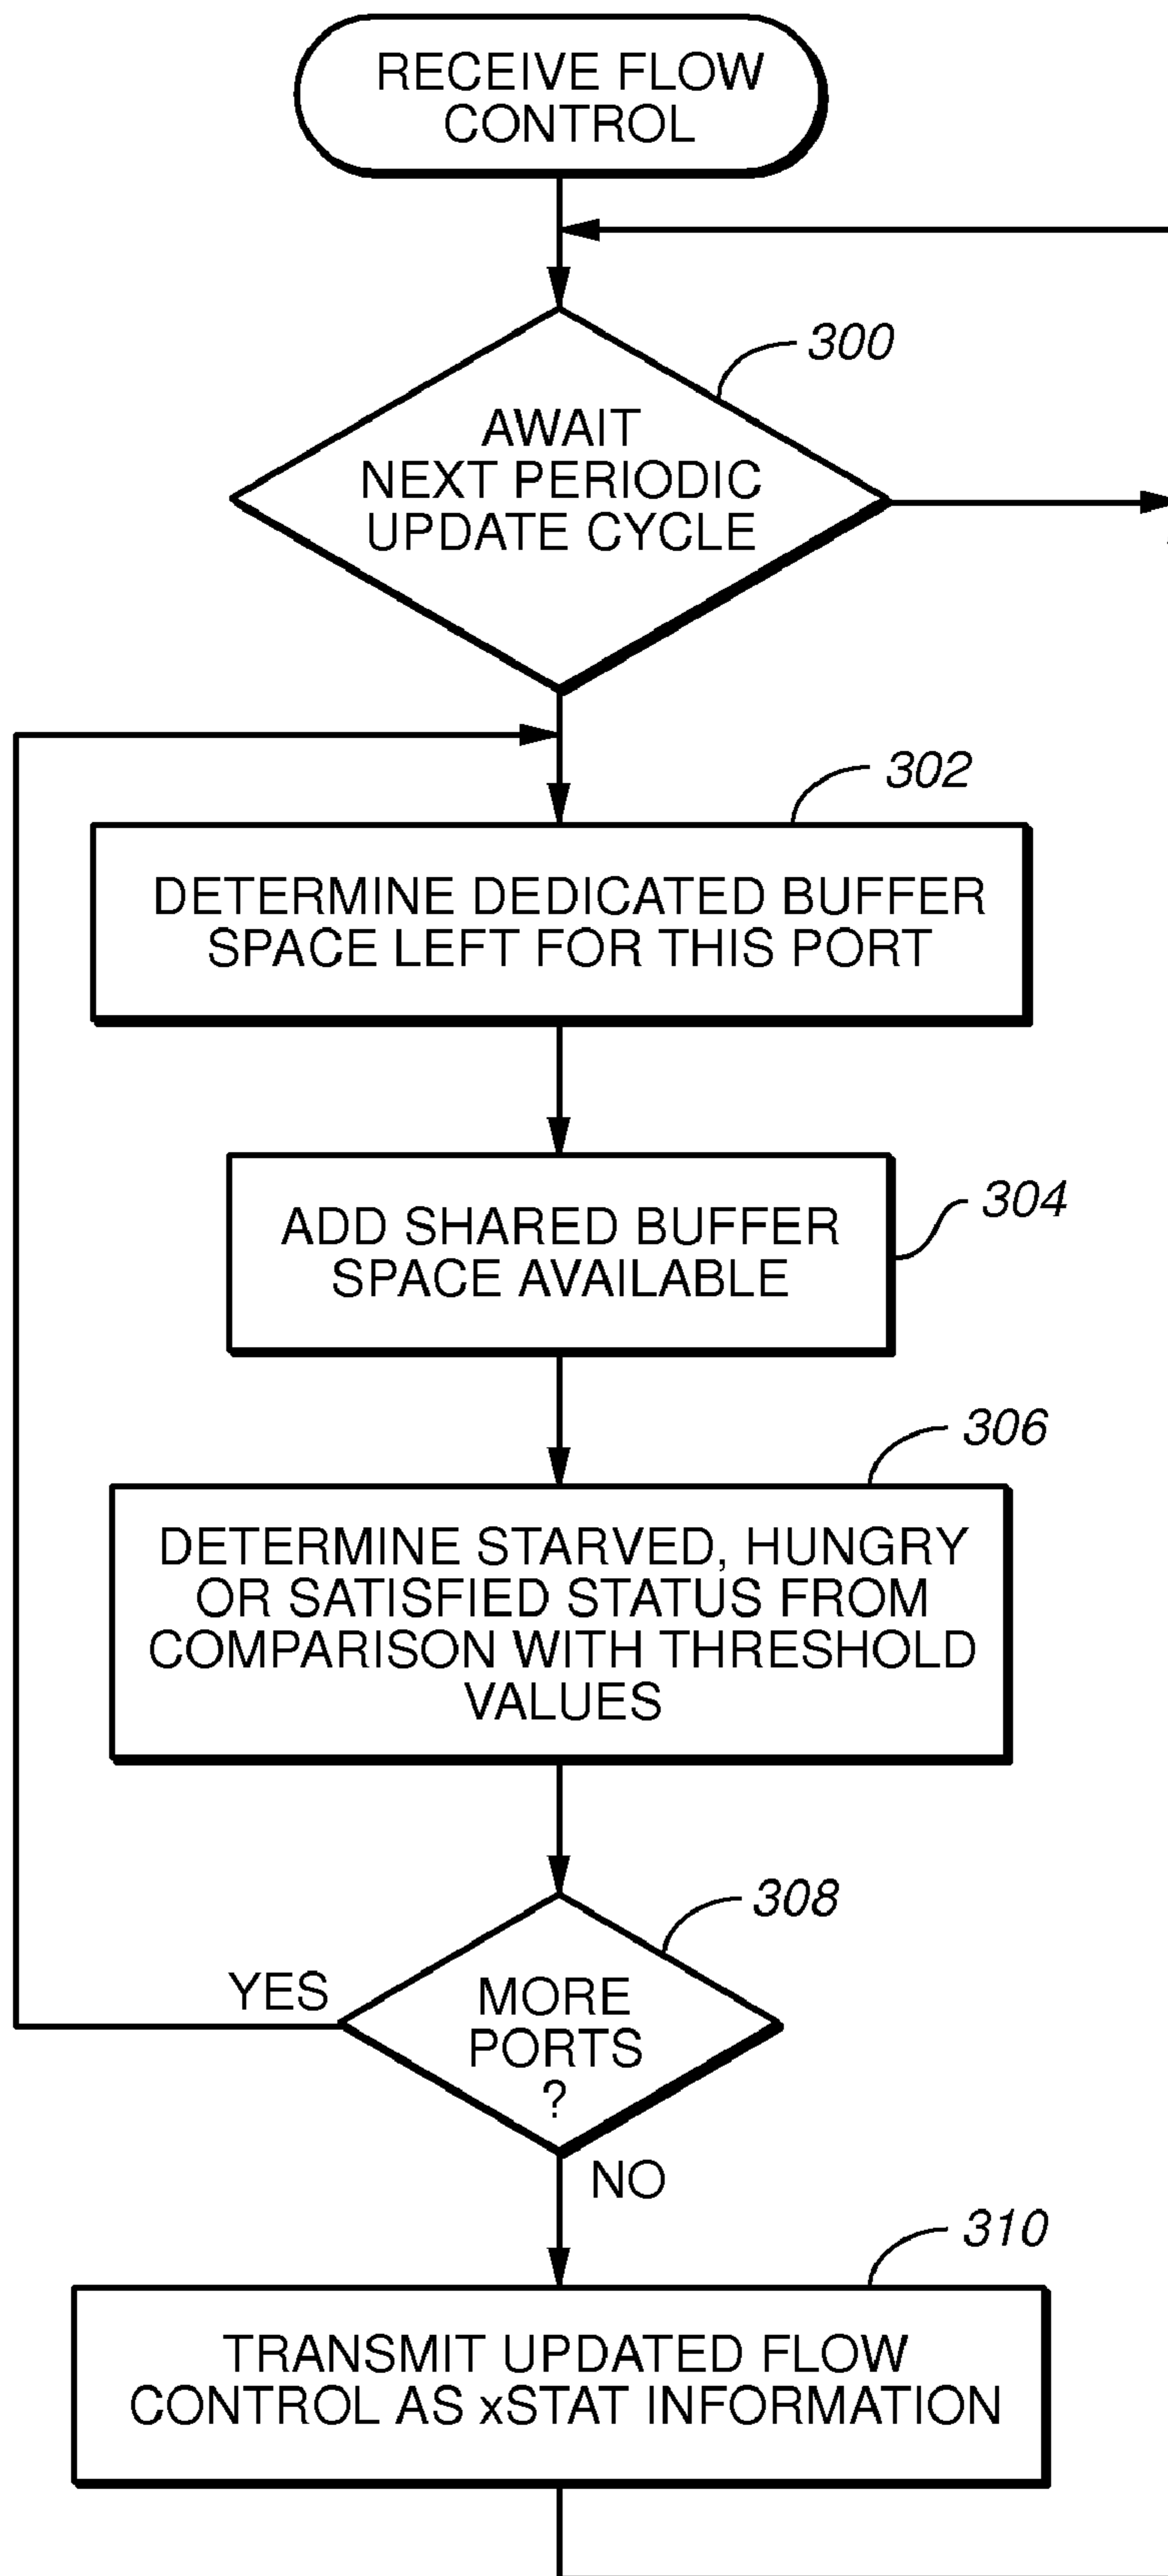 RECEIVE FLOW
CONTROL
300
AWAIT
NEXT PERIODIC
UPDATE CYCLE
302
DETERMINE DEDICATED BUFFER
SPACE LEFT FOR THIS PORT
304
ADD SHARED BUFFER
SPACE AVAILABLE
306
DETERMINE STARVED, HUNGRY
OR SATISFIED STATUS FROM
COMPARISON WITH THRESHOLD
VALUES
308
YES
MORE
PORTS
?
NO
310
TRANSMIT UPDATED FLOW
CONTROL AS xSTAT INFORMATION